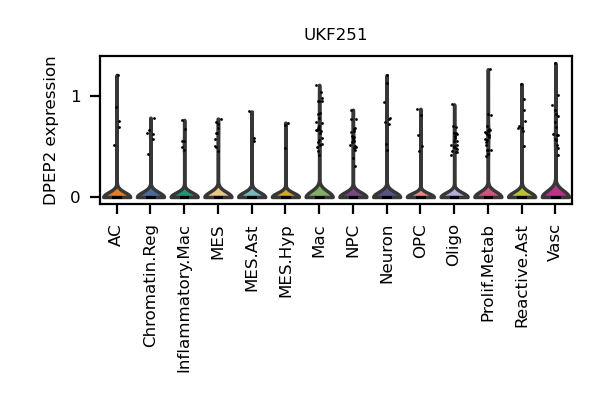 UKF251
DPEP2 expression
1
0
AC
Chromatin.Reg
Inflammatory.Mac
MES
MES.Ast
MES.Hyp
Mac
NPC
Neuron
OPC
Oligo
Prolif.Metab
Reactive.Ast
Vasc